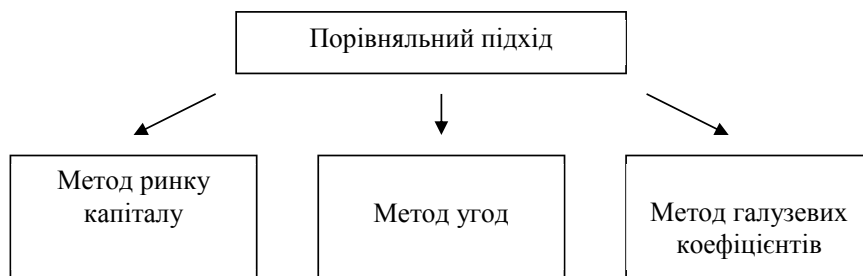 Порівняльний підхід
Метод ринку
капіталу
Метод угод
Метод галузевих
коефіцієнтів